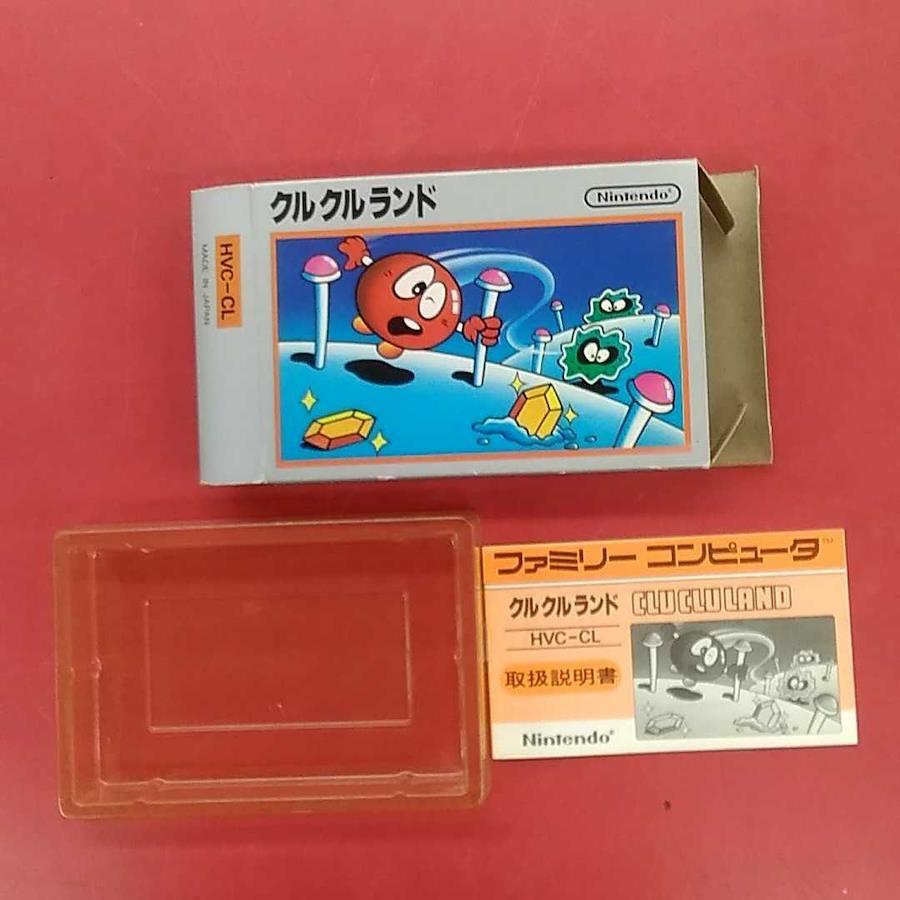 クルクルランド
Nintendo®
HVC-CL
MADE IN JAPAN
ファミリー コンピュータ™
クルクルランド CLU CLU LAND
HVC-CL
取扱説明書
Nintendo®